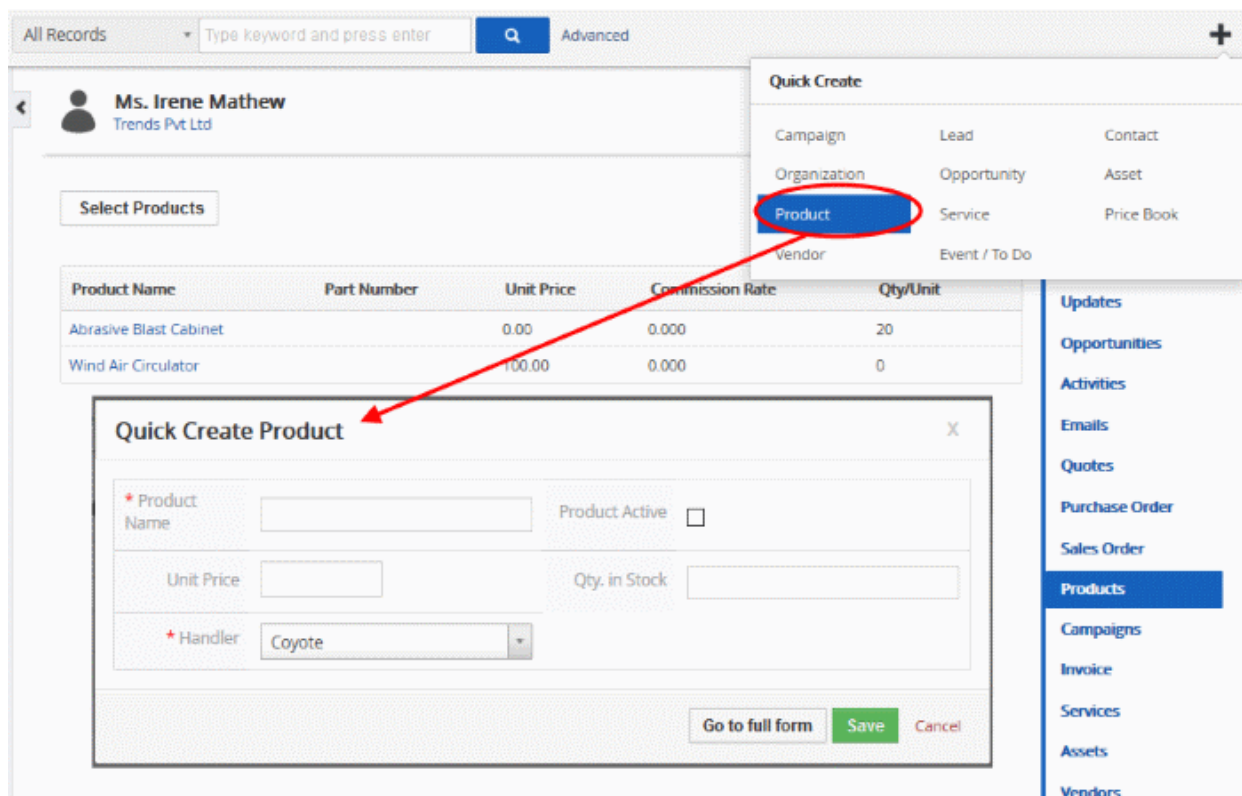 All Records Type keyword and press enter Advanced
Quick Create
Ms. Irene Mathew
Trends Pvt Ltd
Campaign Lead Contact
Organization Opportunity Asset
Select Products
Product Service Price Book
Vendor Event / To Do
Product Name Part Number Unit Price Commission Rate Qty/Unit
Updates
Abrasive Blast Cabinet 0.00 0.000 20
Opportunities
Wind Air Circulator 100.00 0.000 0
Activities
Quick Create Product X
Emails
Quotes
* Product
Name
Product Active
Purchase Order
Sales Order
Unit Price Qty. in Stock
Products
* Handler Coyote
Campaigns
Invoice
Services
Go to full form Save Cancel
Assets
Vendors